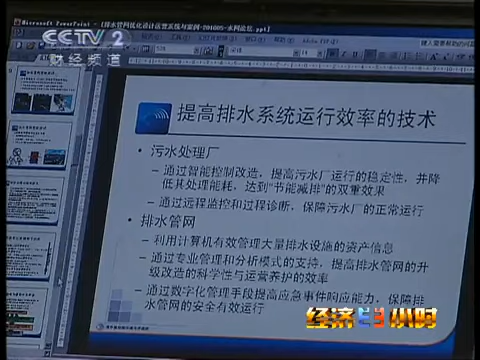 Microsoft PowerPoint
CCTV 2
财经频道
提高排水系统运行效率的技术
• 污水处理厂
– 通过智能控制改造，提高污水厂运行的稳定性，并降
低其处理能耗，达到“节能减排”的双重效果
– 通过远程监控和过程诊断，保障污水厂的正常运行
• 排水管网
– 利用计算机有效管理大量排水设施的资产信息
– 通过专业管理和分析模式的支持，提高排水管网的升
级改造的科学性与运营养护的效率
– 通过数字化管理手段提高应急事件响应能力，保障排
水管网的安全有效运行
经济半小时